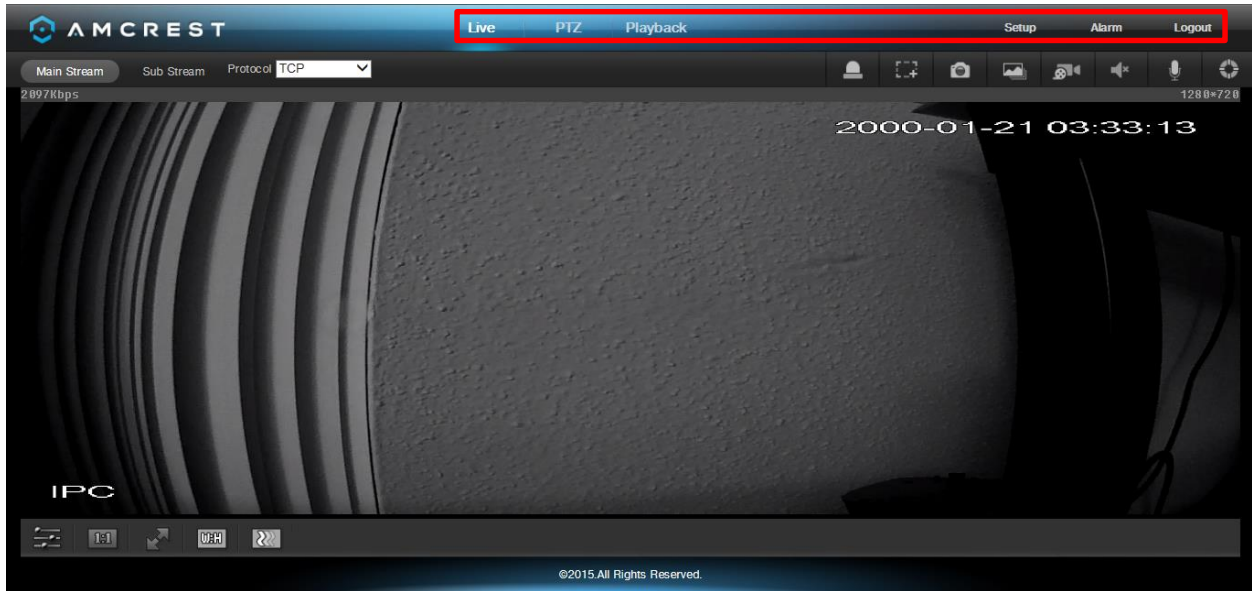 AMCREST Live PTZ Playback Setup Alarm Logout
Main Stream Sub Stream Protocol TCP
2097Kbps 1280*720
2000-01-21 03:33:13
IPC
1:1 W:H
©2015.All Rights Reserved.